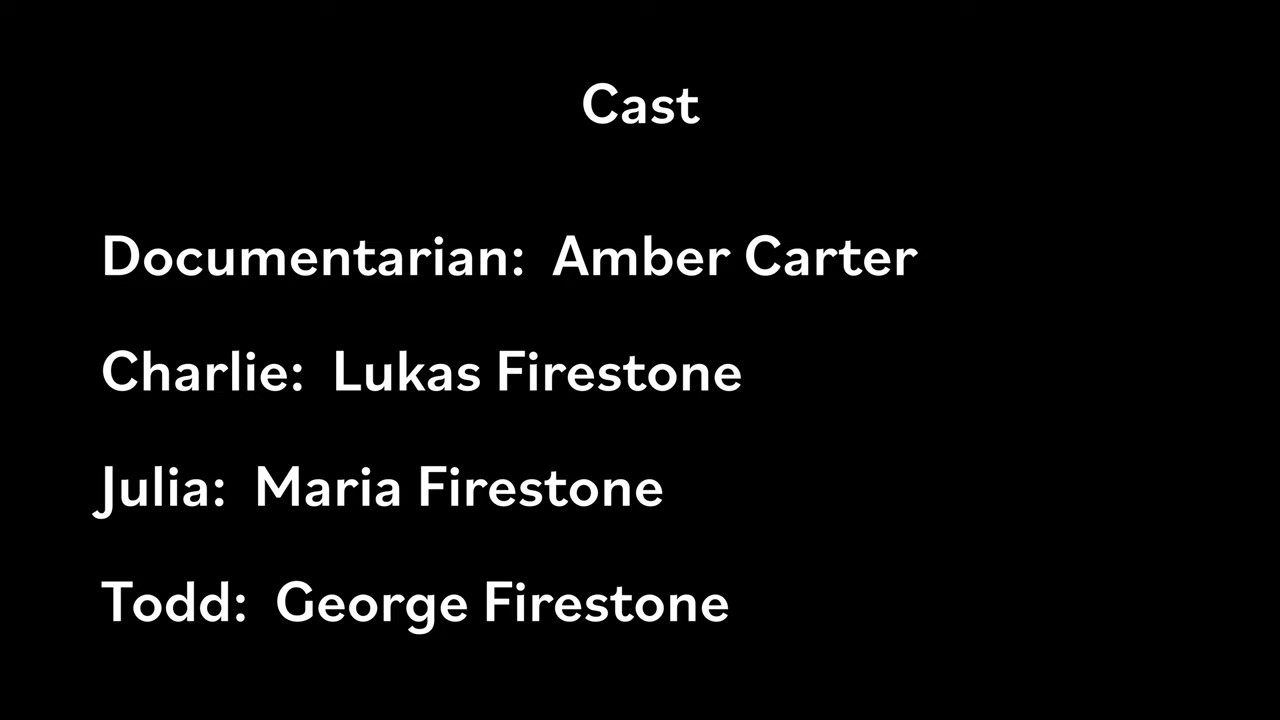 Cast
Documentarian: Amber Carter
Charlie: Lukas Firestone
Julia: Maria Firestone
Todd: George Firestone